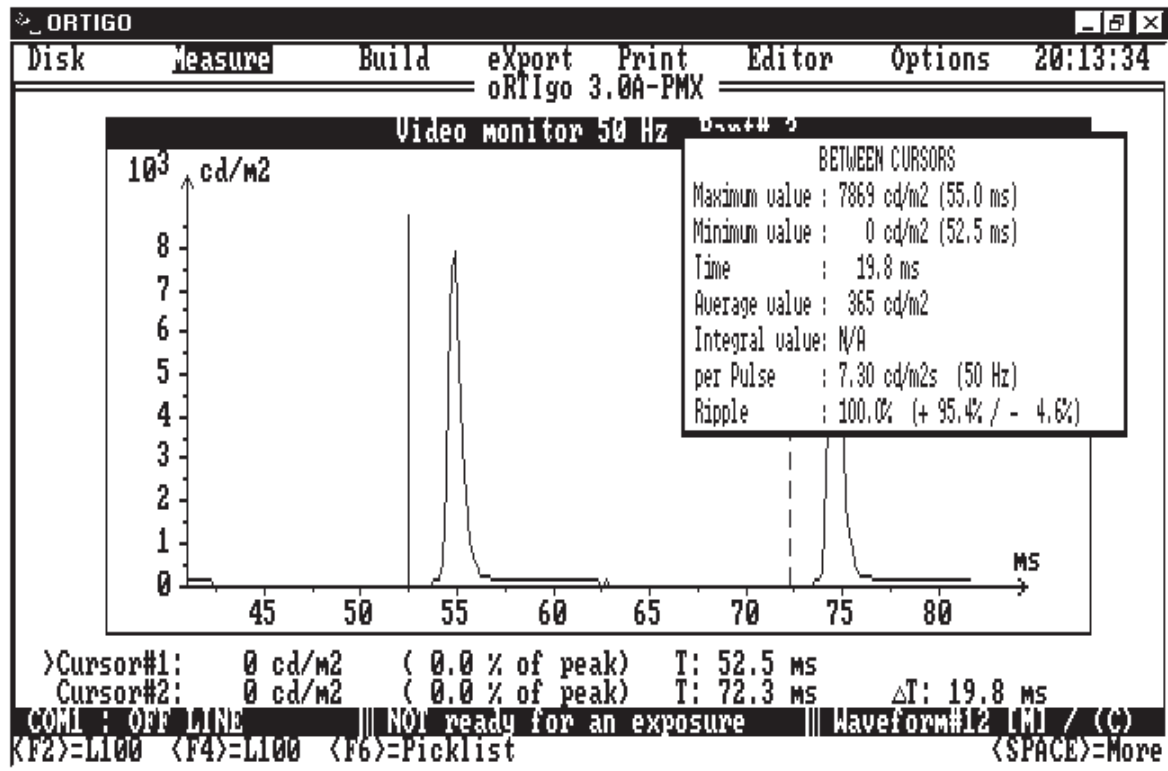 ORTIGO
Disk Measure Build eXport Print Editor Options 20:13:34
oRTIgo 3.0A-PMX
Video monitor 50 Hz
10³ cd/m2
BETWEEN CURSORS
Maximum value : 7869 cd/m2 (55.0 ms)
Minimum value : 0 cd/m2 (52.5 ms)
Time : 19.8 ms
Average value : 365 cd/m2
Integral value: N/A
per Pulse : 7.30 cd/m2s (50 Hz)
Ripple : 100.0% (+ 95.4% / - 4.6%)
8
7
6
5
4
3
2
1
0
ms
45 50 55 60 65 70 75 80
>Cursor#1: 0 cd/m2 ( 0.0 % of peak) T: 52.5 ms
Cursor#2: 0 cd/m2 ( 0.0 % of peak) T: 72.3 ms △T: 19.8 ms
COM1 : OFF LINE || NOT ready for an exposure || Waveform#12 [M] / (C)
<F2>=L100 <F4>=L100 <F6>=Picklist <SPACE>=More